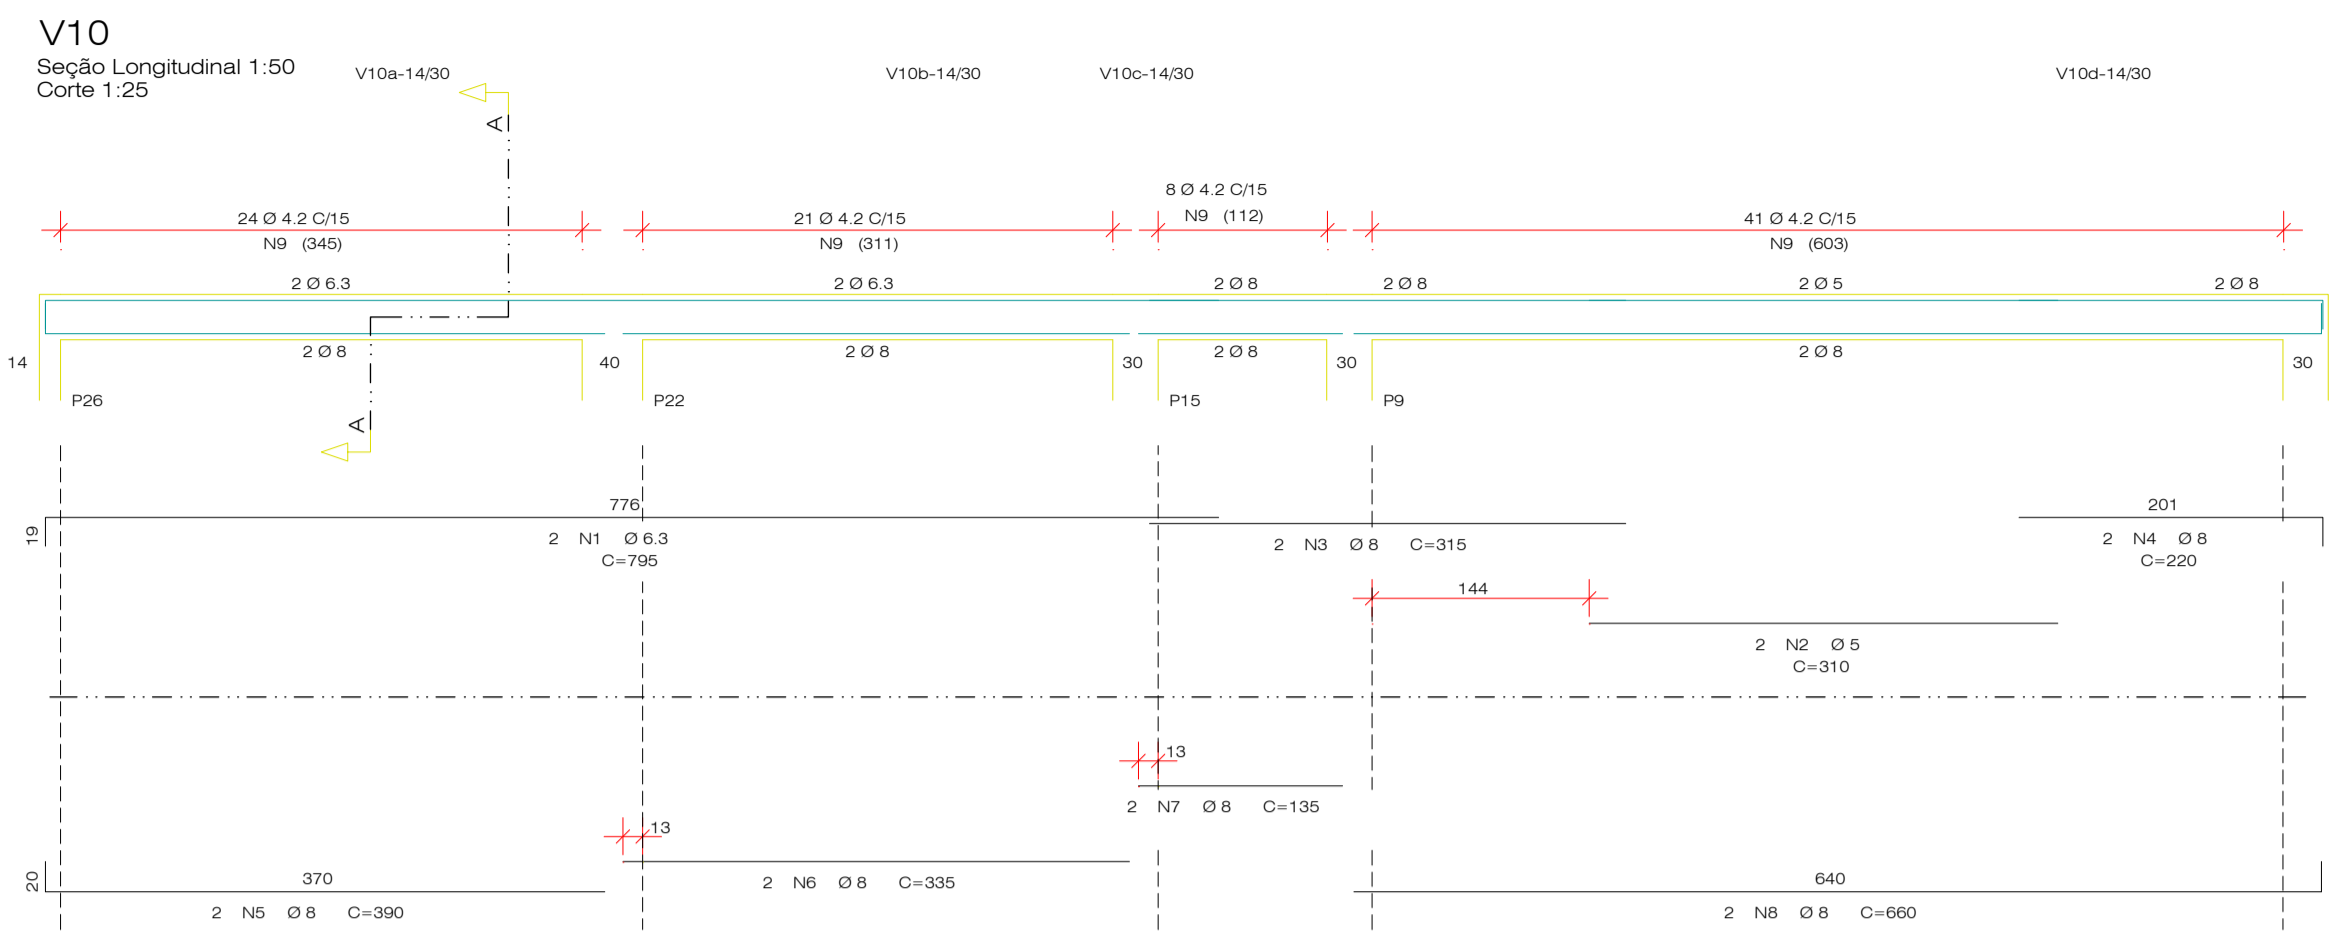 V10
Seção Longitudinal 1:50
Corte 1:25
V10a-14/30
V10b-14/30
V10c-14/30
V10d-14/30
A
8 Ø 4.2 C/15
N9 (112)
24 Ø 4.2 C/15
N9 (345)
21 Ø 4.2 C/15
N9 (311)
41 Ø 4.2 C/15
N9 (603)
2 Ø 6.3
2 Ø 6.3
2 Ø 8
2 Ø 8
2 Ø 5
2 Ø 8
2 Ø 8
2 Ø 8
2 Ø 8
2 Ø 8
14
40
30
30
30
P26
P22
P15
P9
A
776
19
2 N1 Ø 6.3
C=795
2 N3 Ø 8 C=315
201
2 N4 Ø 8
C=220
144
2 N2 Ø 5
C=310
13
2 N7 Ø 8 C=135
13
2 N6 Ø 8 C=335
20
370
2 N5 Ø 8 C=390
640
2 N8 Ø 8 C=660